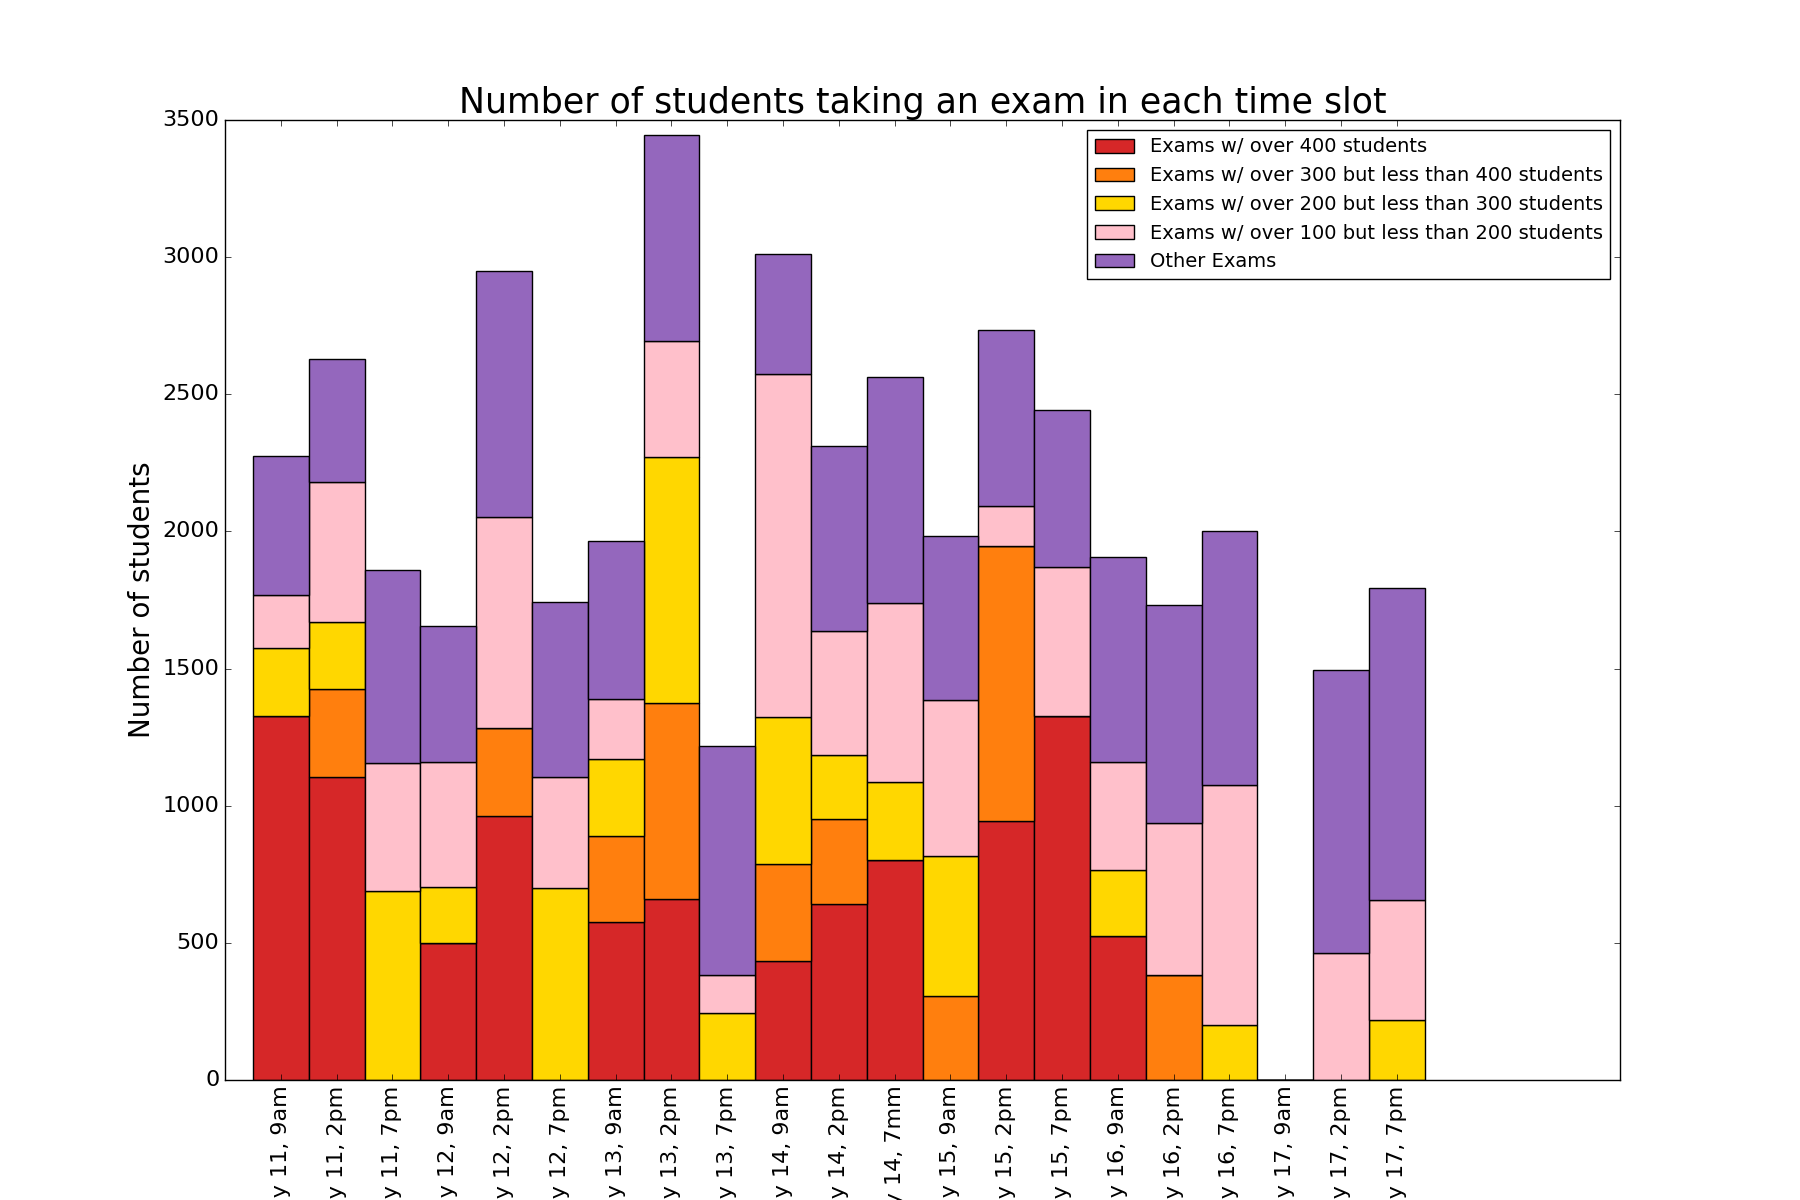 Number of students taking an exam in each time slot
Exams w/ over 400 students
Exams w/ over 300 but less than 400 students
Exams w/ over 200 but less than 300 students
Exams w/ over 100 but less than 200 students
Other Exams
Number of students
3500
3000
2500
2000
1500
1000
500
0
y 11, 9am
y 11, 2pm
y 11, 7pm
y 12, 9am
y 12, 2pm
y 12, 7pm
y 13, 9am
y 13, 2pm
y 13, 7pm
y 14, 9am
y 14, 2pm
y 14, 7mm
y 15, 9am
y 15, 2pm
y 15, 7pm
y 16, 9am
y 16, 2pm
y 16, 7pm
y 17, 9am
y 17, 2pm
y 17, 7pm